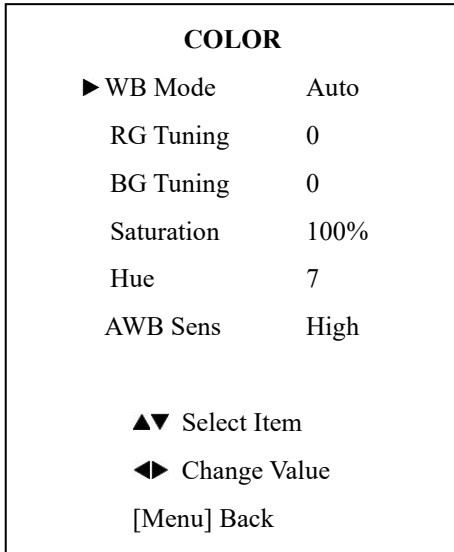 COLOR
▶WB Mode Auto
RG Tuning 0
BG Tuning 0
Saturation 100%
Hue 7
AWB Sens High
▲▼ Select Item
◀▶ Change Value
[Menu] Back